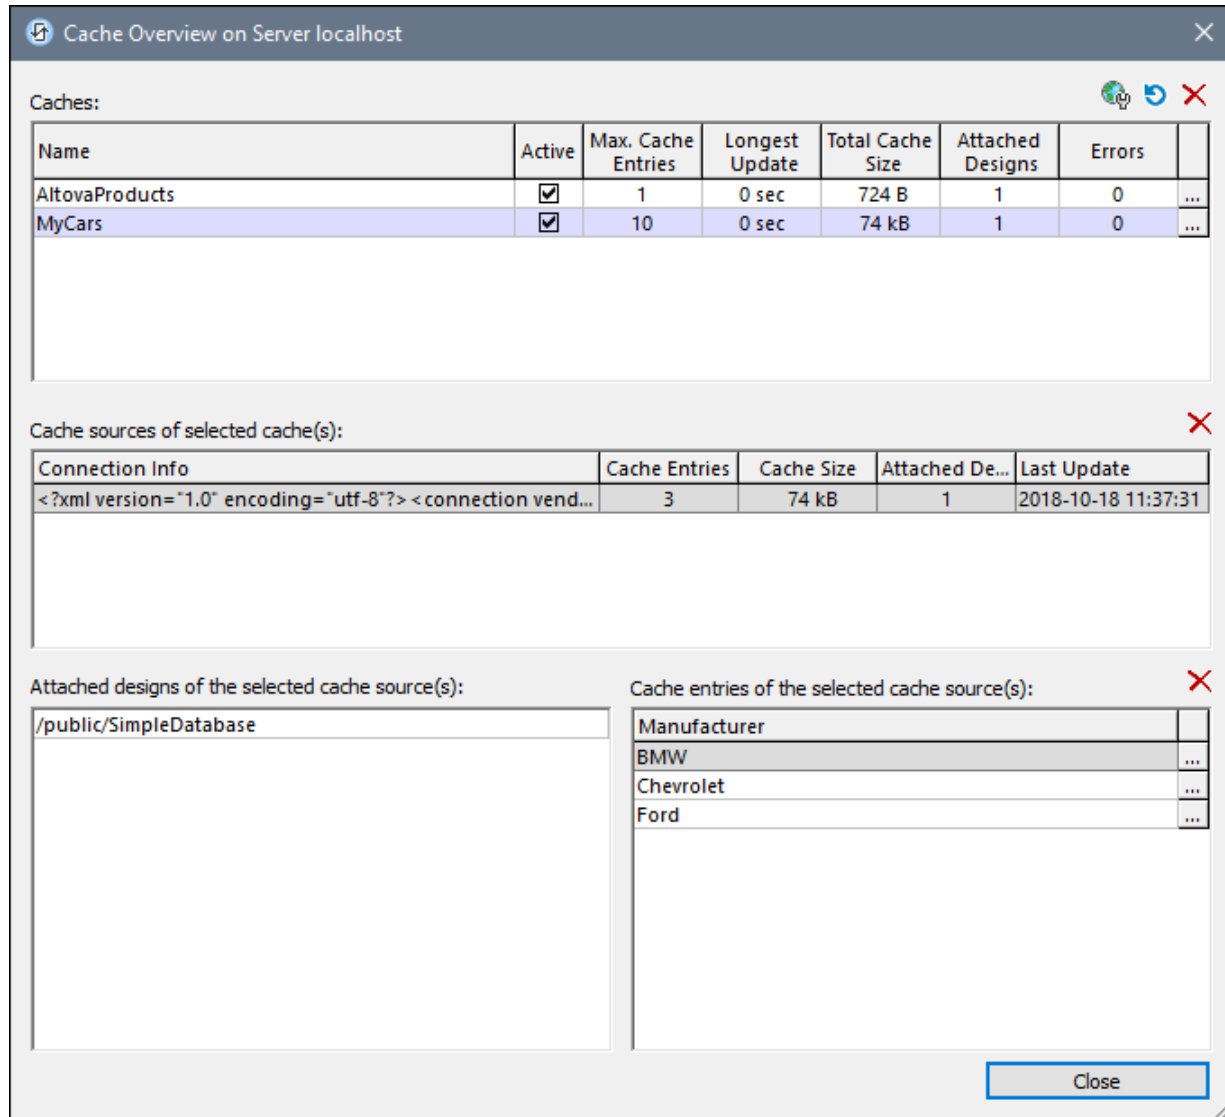 Cache Overview on Server localhost
Caches:
Name Active Max. Cache Entries Longest Update Total Cache Size Attached Designs Errors
AltovaProducts 1 0 sec 724 B 1 0 ...
MyCars 10 0 sec 74 kB 1 0 ...
Cache sources of selected cache(s):
Connection Info Cache Entries Cache Size Attached De... Last Update
<?xml version="1.0" encoding="utf-8"?> <connection vend... 3 74 kB 1 2018-10-18 11:37:31
Attached designs of the selected cache source(s):
/public/SimpleDatabase
Cache entries of the selected cache source(s):
Manufacturer
BMW ...
Chevrolet ...
Ford ...
Close